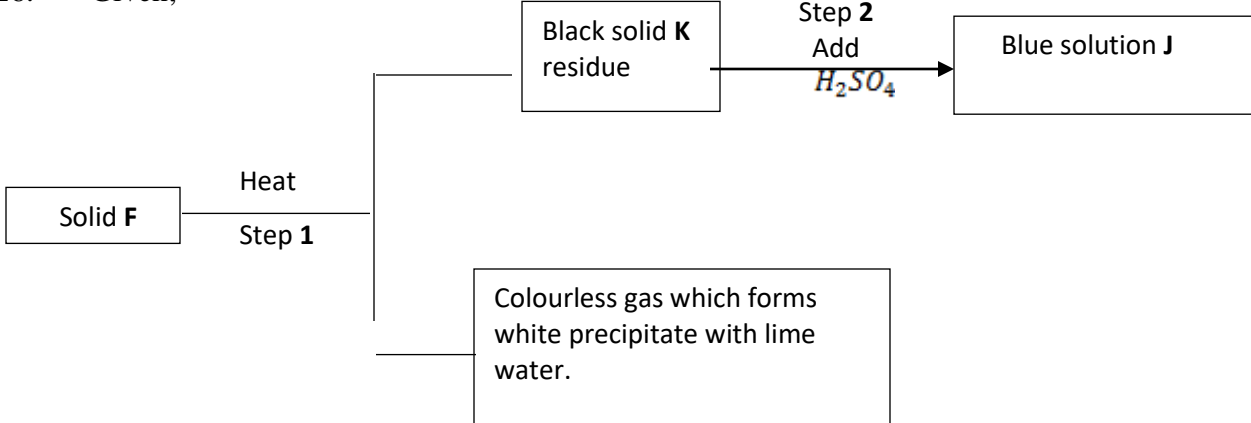 Given;
Black solid K
residue
Step 2
Add
H₂SO₄
Blue solution J
Heat
Solid F
Step 1
Colourless gas which forms
white precipitate with lime
water.